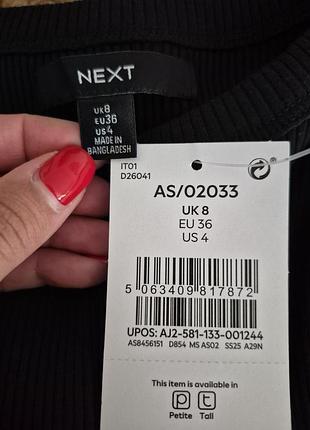 NEXT
UK8
EU36
US4
MADE IN
BANGLADESH
IT01
D26041
AS/02033
UK 8
EU 36
US 4
5 063409 817872
UPOS: AJ2-581-133-001244
AS8456151 D854 MS AS02 SS25 A29N
This item is available in
p t
Petite Tall